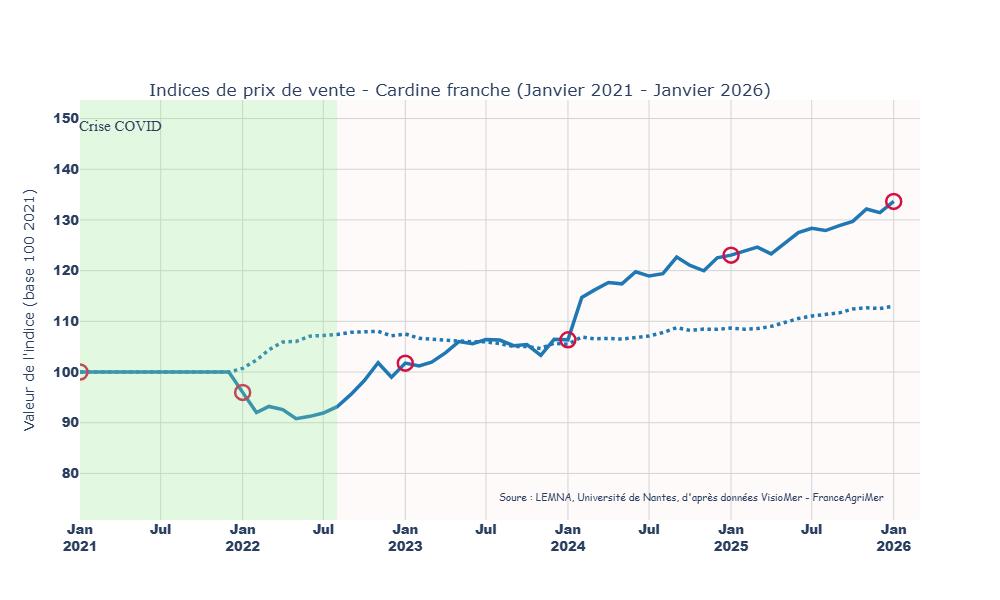 Indices de prix de vente - Cardine franche (Janvier 2021 - Janvier 2026)
Crise COVID
Valeur de l'indice (base 100 2021)
150
140
130
120
110
100
90
80
Soure : LEMNA, Université de Nantes, d'après données VisioMer - FranceAgriMer
Jan Jul Jan Jul Jan Jul Jan Jul Jan Jul Jan
2021 2022 2023 2024 2025 2026